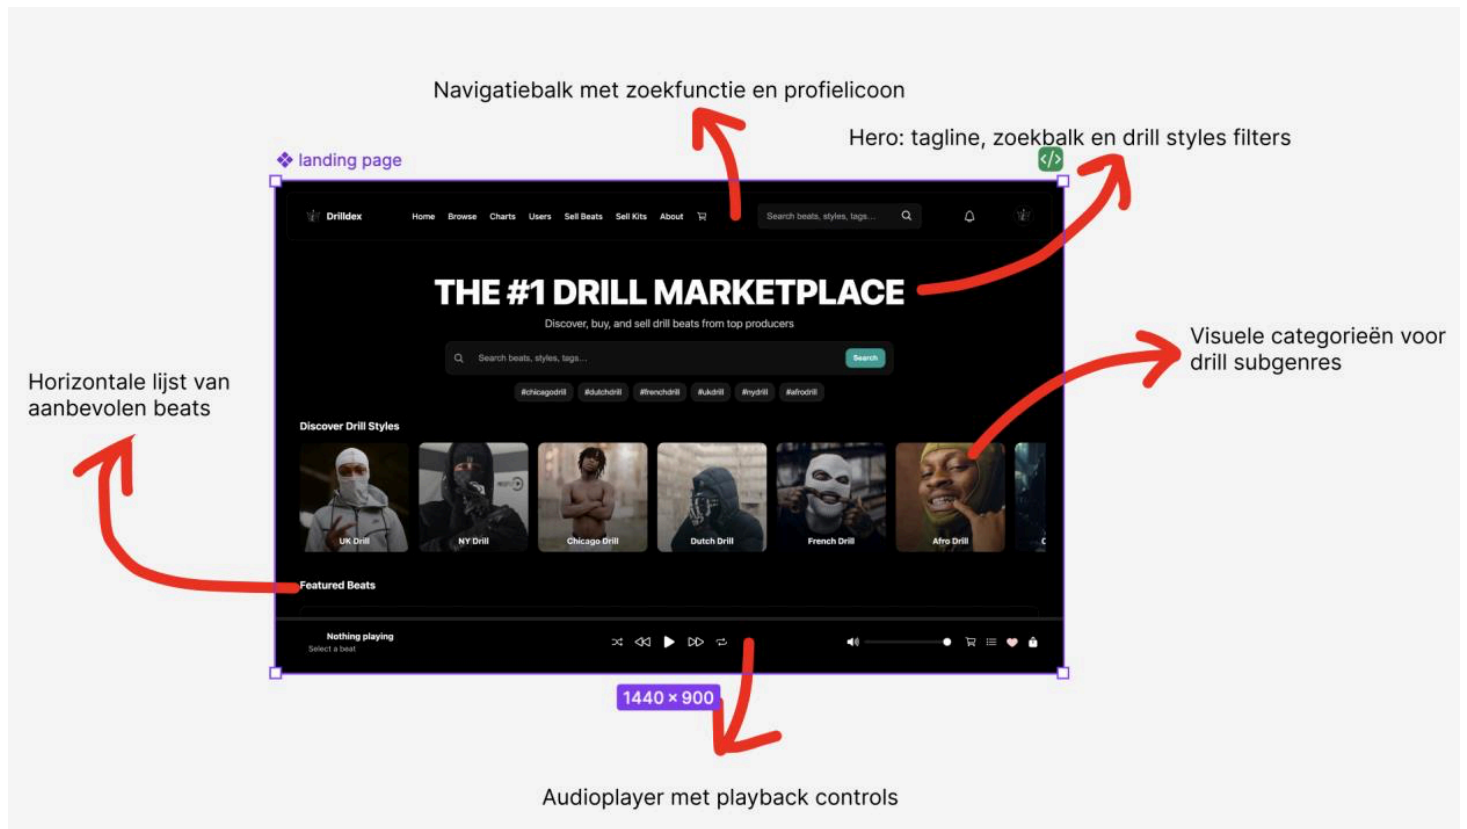 Navigatiebalk met zoekfunctie en profielicoon
Hero: tagline, zoekbalk en drill styles filters
landing page
</>
Drilldex
Home Browse Charts Users Sell Beats Sell Kits About
Search beats, styles, tags...
THE #1 DRILL MARKETPLACE
Discover, buy, and sell drill beats from top producers
Search beats, styles, tags...
Search
#chicagodrill #dutchdrill #frenchdrill #ukdrill #nydrill #afrodrill
Visuele categorieën voor
drill subgenres
Horizontale lijst van
aanbevolen beats
Discover Drill Styles
UK Drill NY Drill Chicago Drill Dutch Drill French Drill Afro Drill
Featured Beats
Nothing playing
Select a beat
1440 × 900
Audioplayer met playback controls